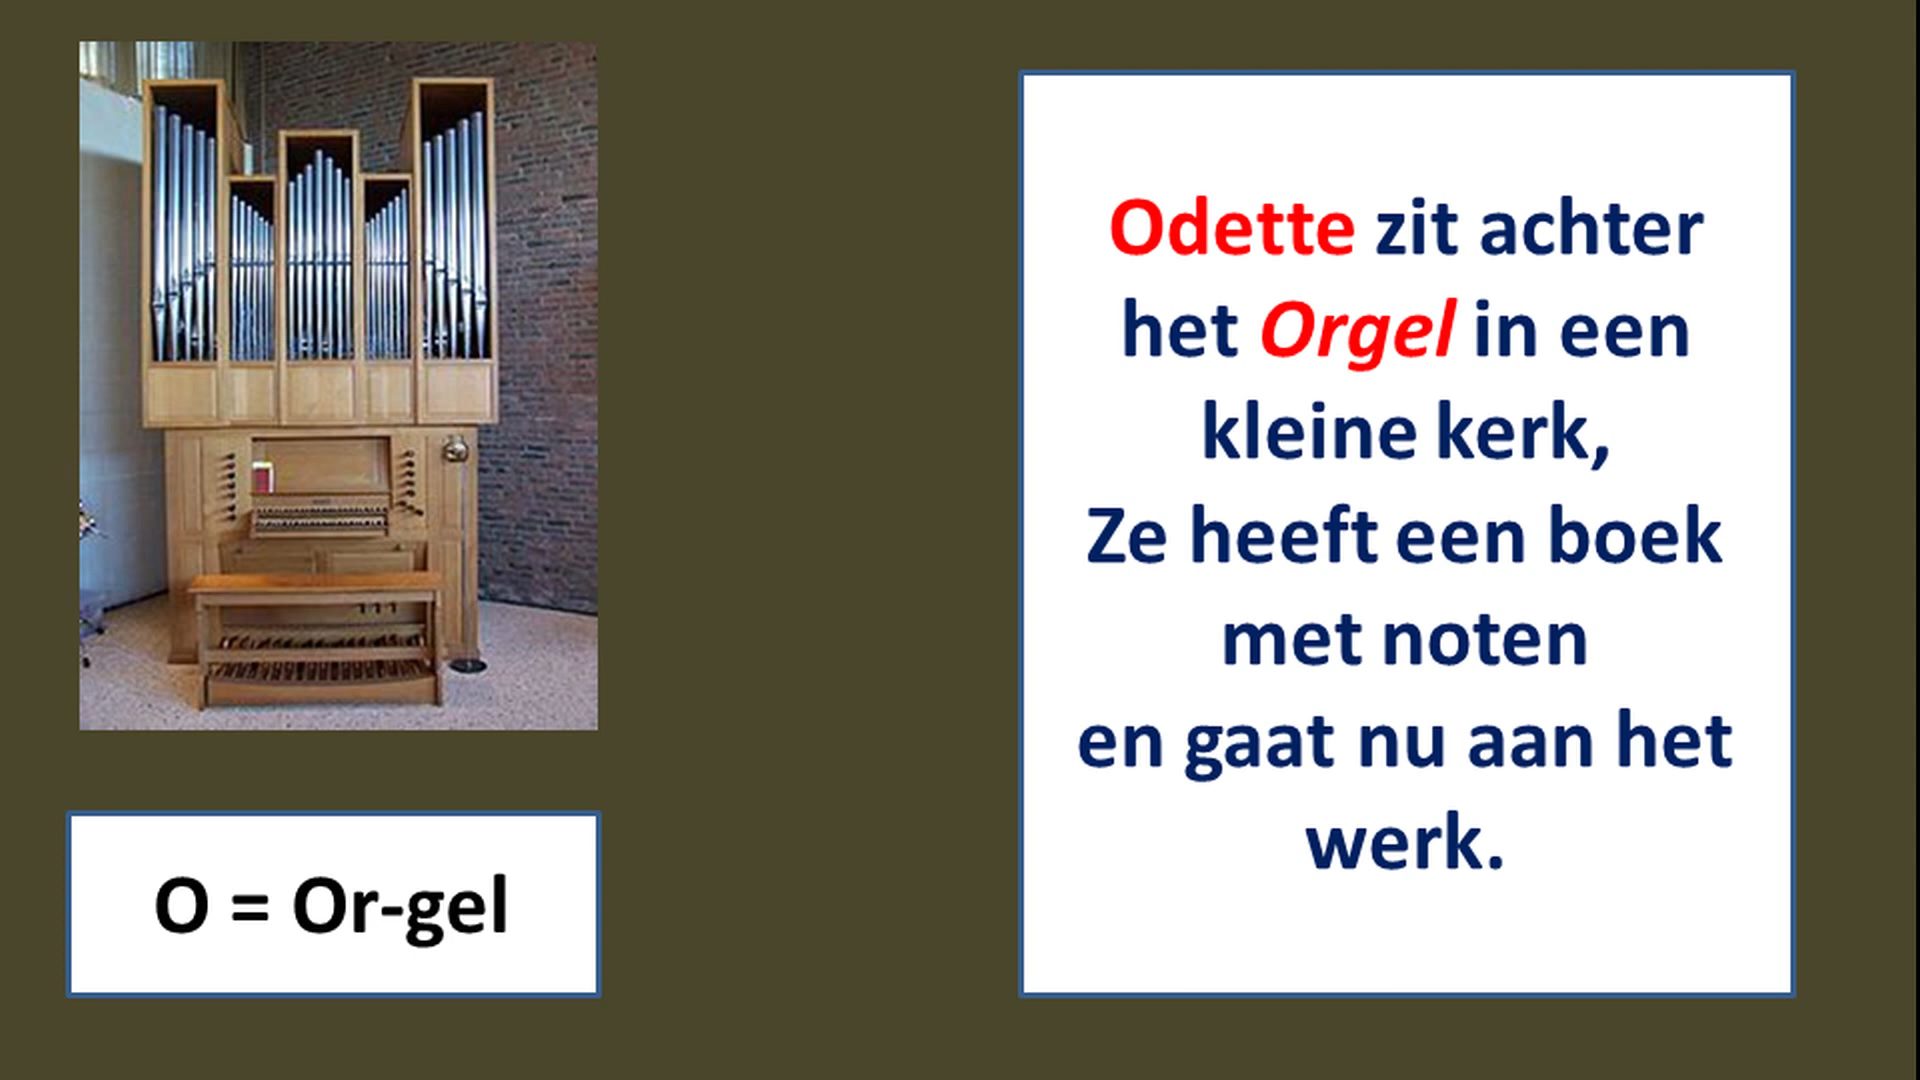 O = Or-gel
Odette zit achter
het Orgel in een
kleine kerk,
Ze heeft een boek
met noten
en gaat nu aan het
werk.